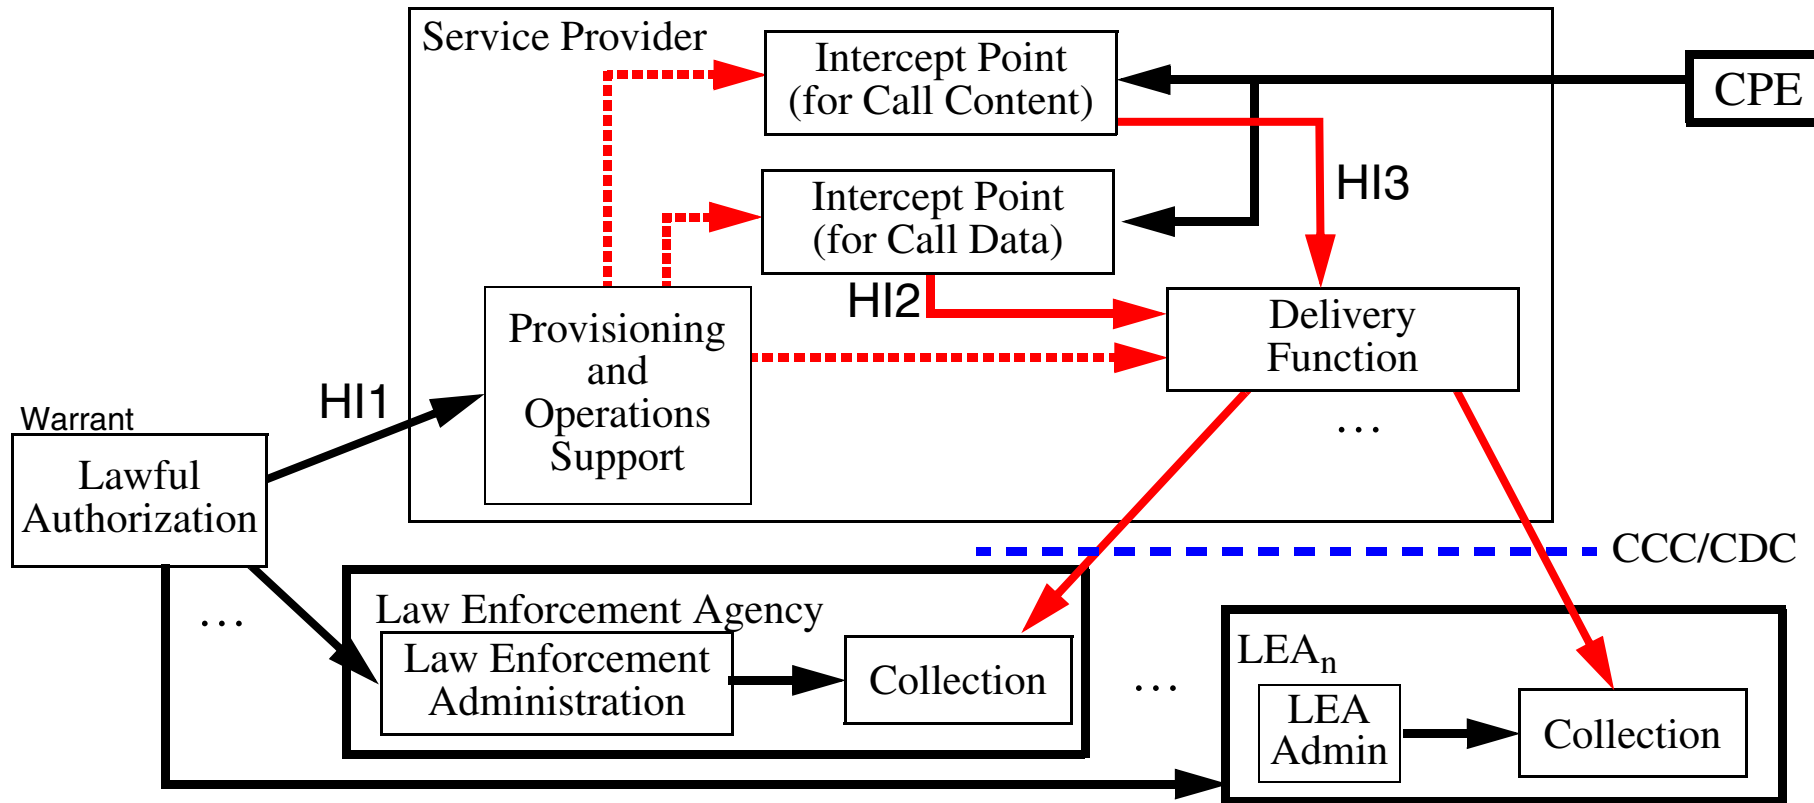 Service Provider
Intercept Point
(for Call Content)
CPE
HI3
Intercept Point
(for Call Data)
HI2
Delivery
Function
…
Provisioning
and
Operations
Support
HI1
Warrant
Lawful
Authorization
…
CCC/CDC
Law Enforcement Agency
Law Enforcement
Administration
Collection
…
LEAn
LEA
Admin
Collection